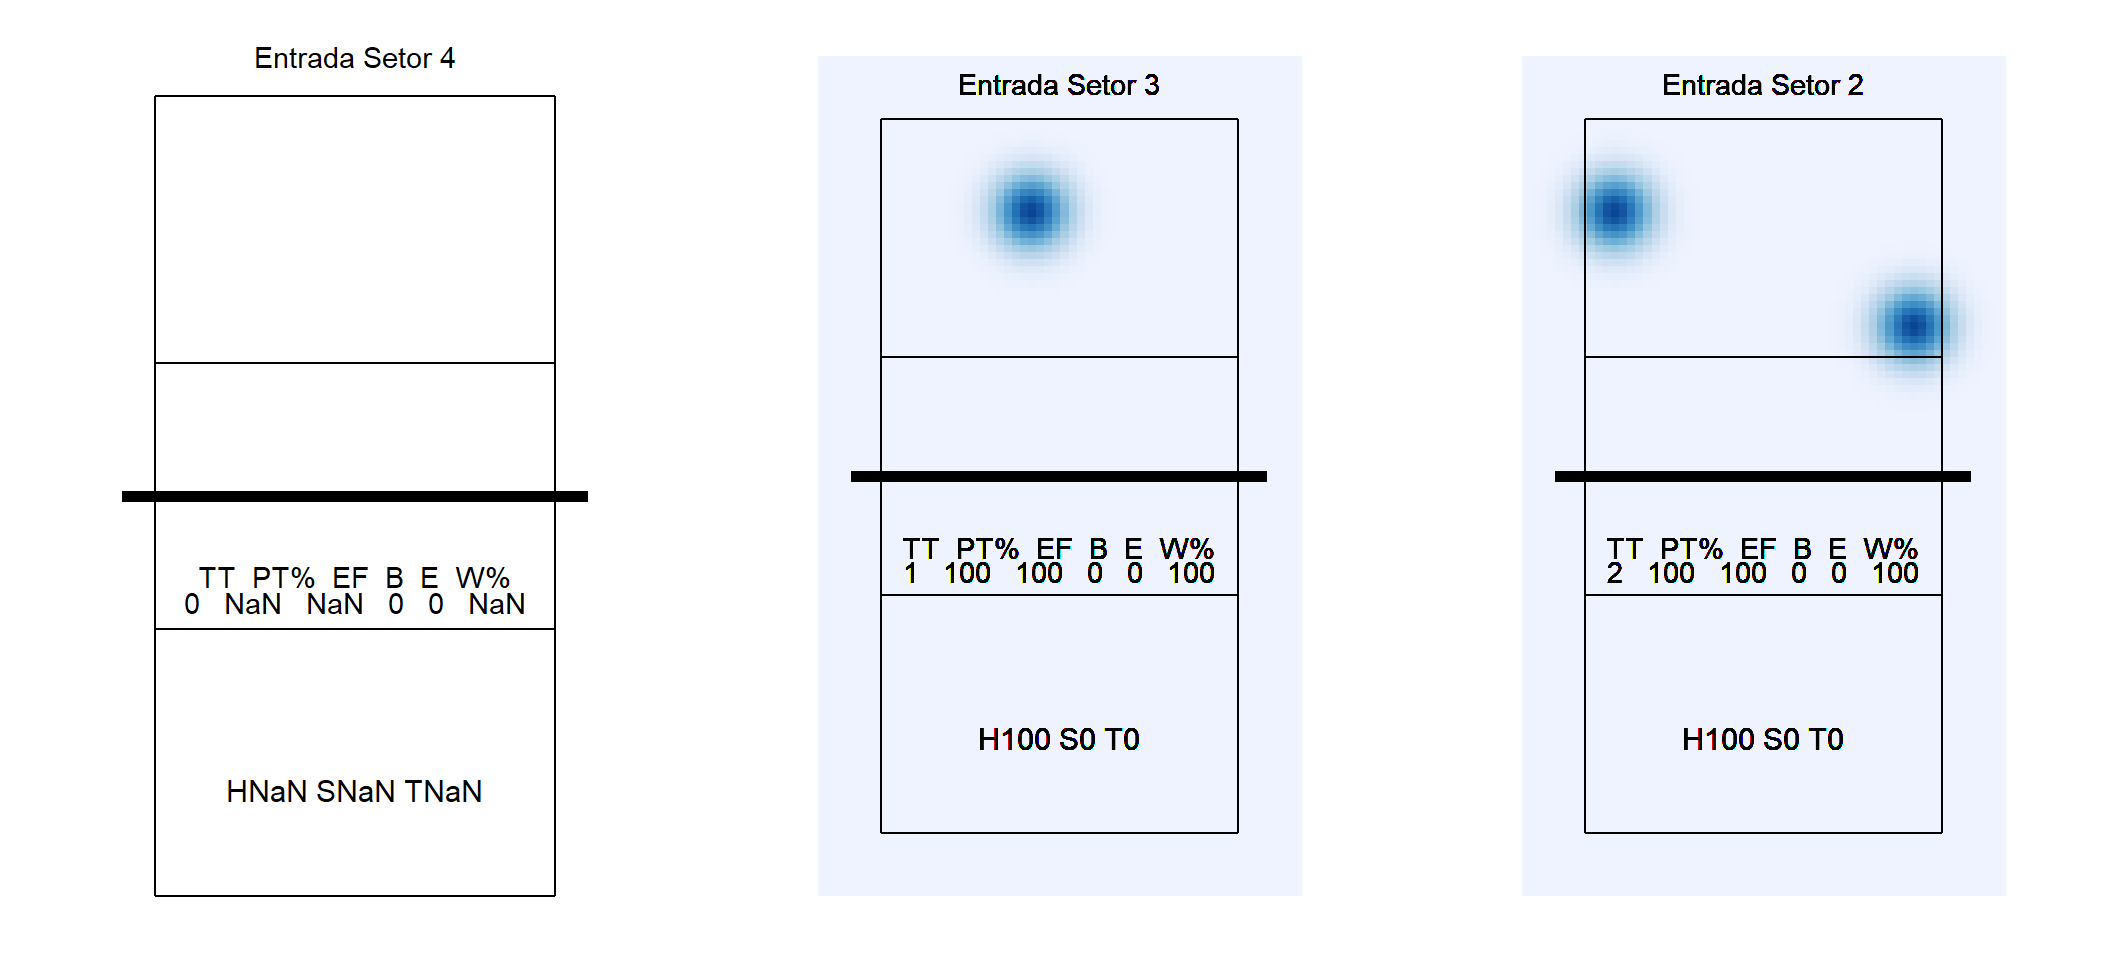 Entrada Setor 4
TT PT% EF B E W%
0 NaN NaN 0 0 NaN
HNaN SNaN TNaN
Entrada Setor 3
TT PT% EF B E W%
1 100 100 0 0 100
H100 S0 T0
Entrada Setor 2
TT PT% EF B E W%
2 100 100 0 0 100
H100 S0 T0